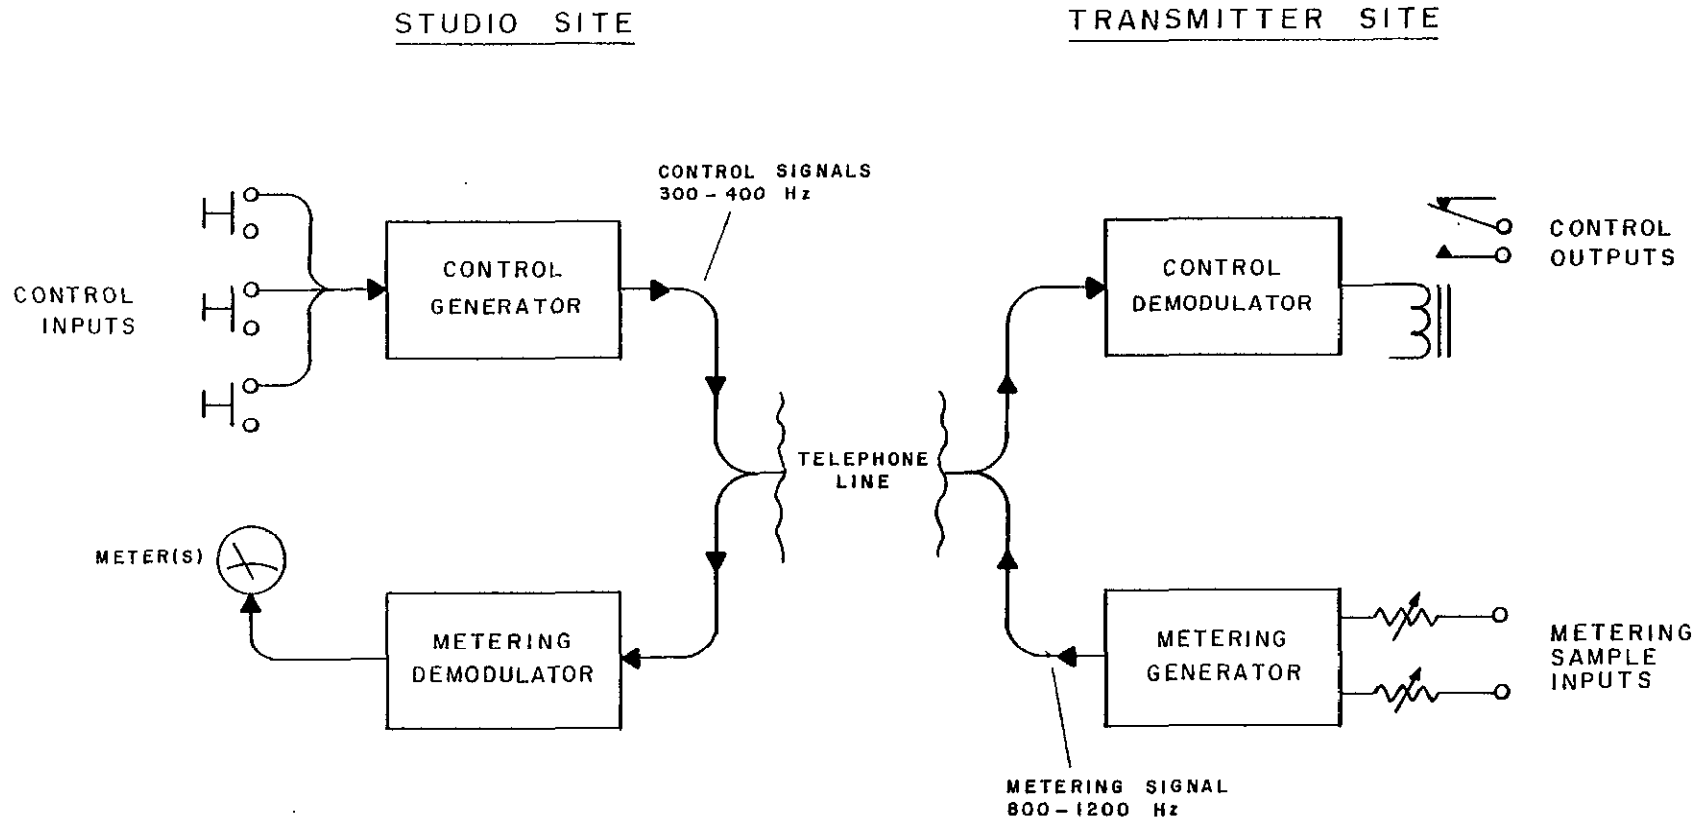 STUDIO SITE
TRANSMITTER SITE
CONTROL SIGNALS
300-400 Hz
CONTROL
INPUTS
CONTROL
GENERATOR
CONTROL
DEMODULATOR
CONTROL
OUTPUTS
TELEPHONE
LINE
METER(S)
METERING
DEMODULATOR
METERING
GENERATOR
METERING
SAMPLE
INPUTS
METERING SIGNAL
800-1200 Hz